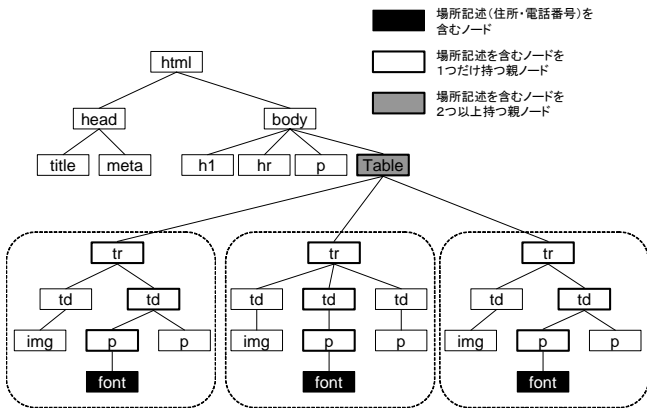 場所記述(住所・電話番号)を
含むノード
場所記述を含むノードを
1つだけ持つ親ノード
場所記述を含むノードを
2つ以上持つ親ノード
html
head body
title meta h1 hr p Table
tr tr tr
td td td td td td td
img p p img p p img p p
font font font